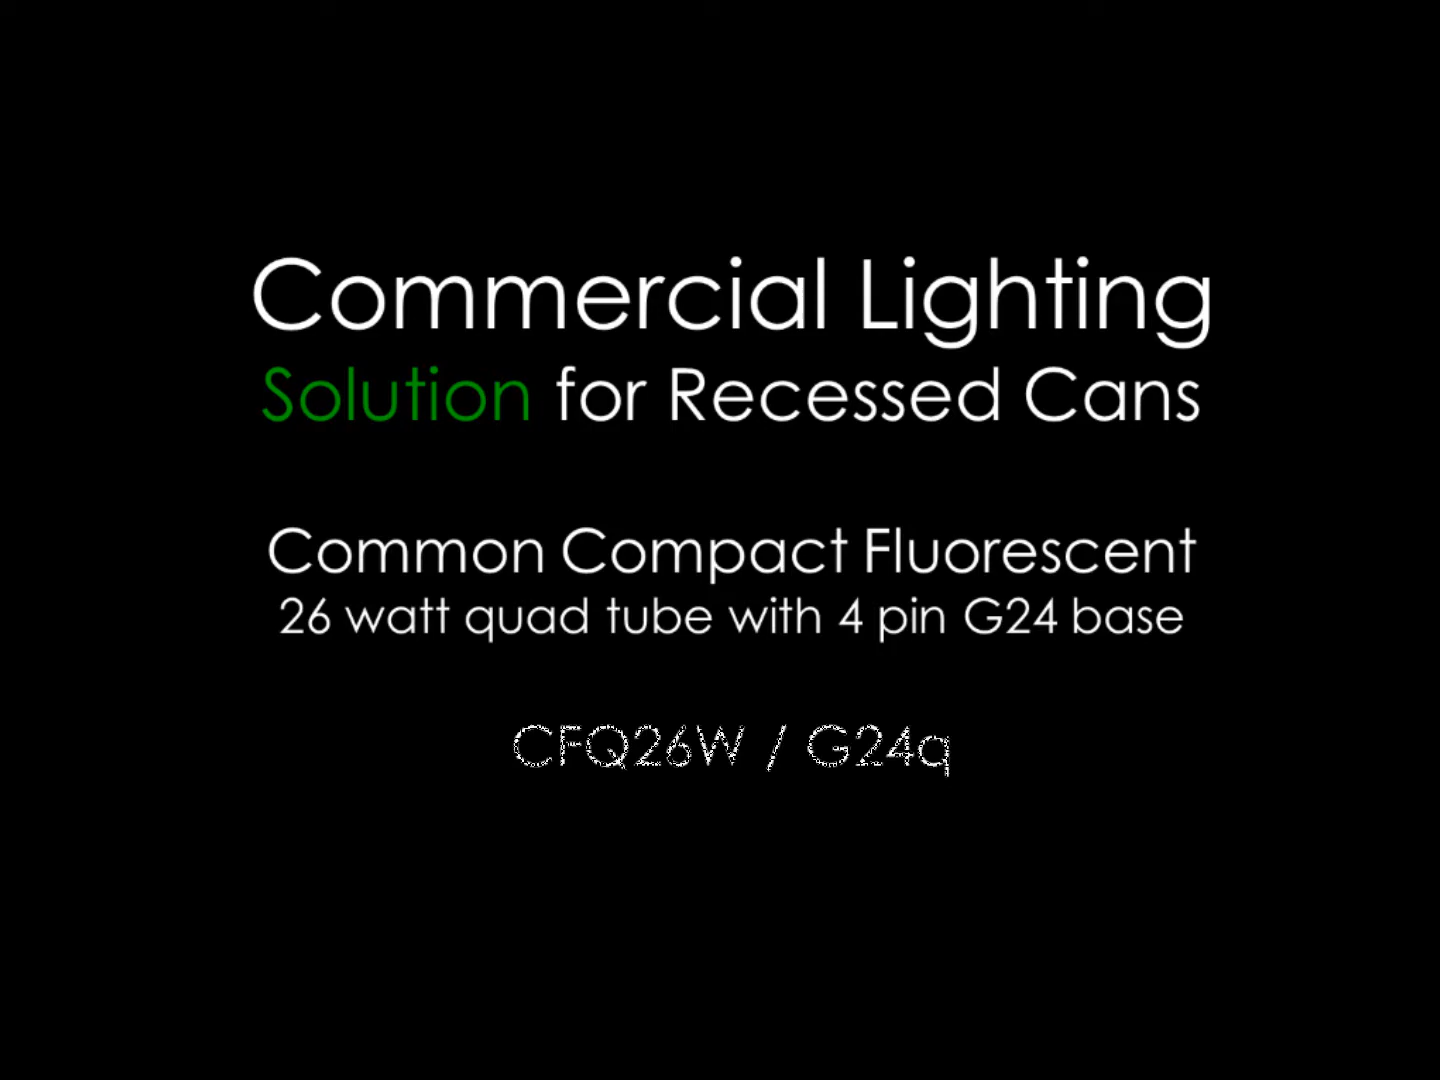 Commercial Lighting
Solution for Recessed Cans
Common Compact Fluorescent
26 watt quad tube with 4 pin G24 base
CFQ26W / G24q